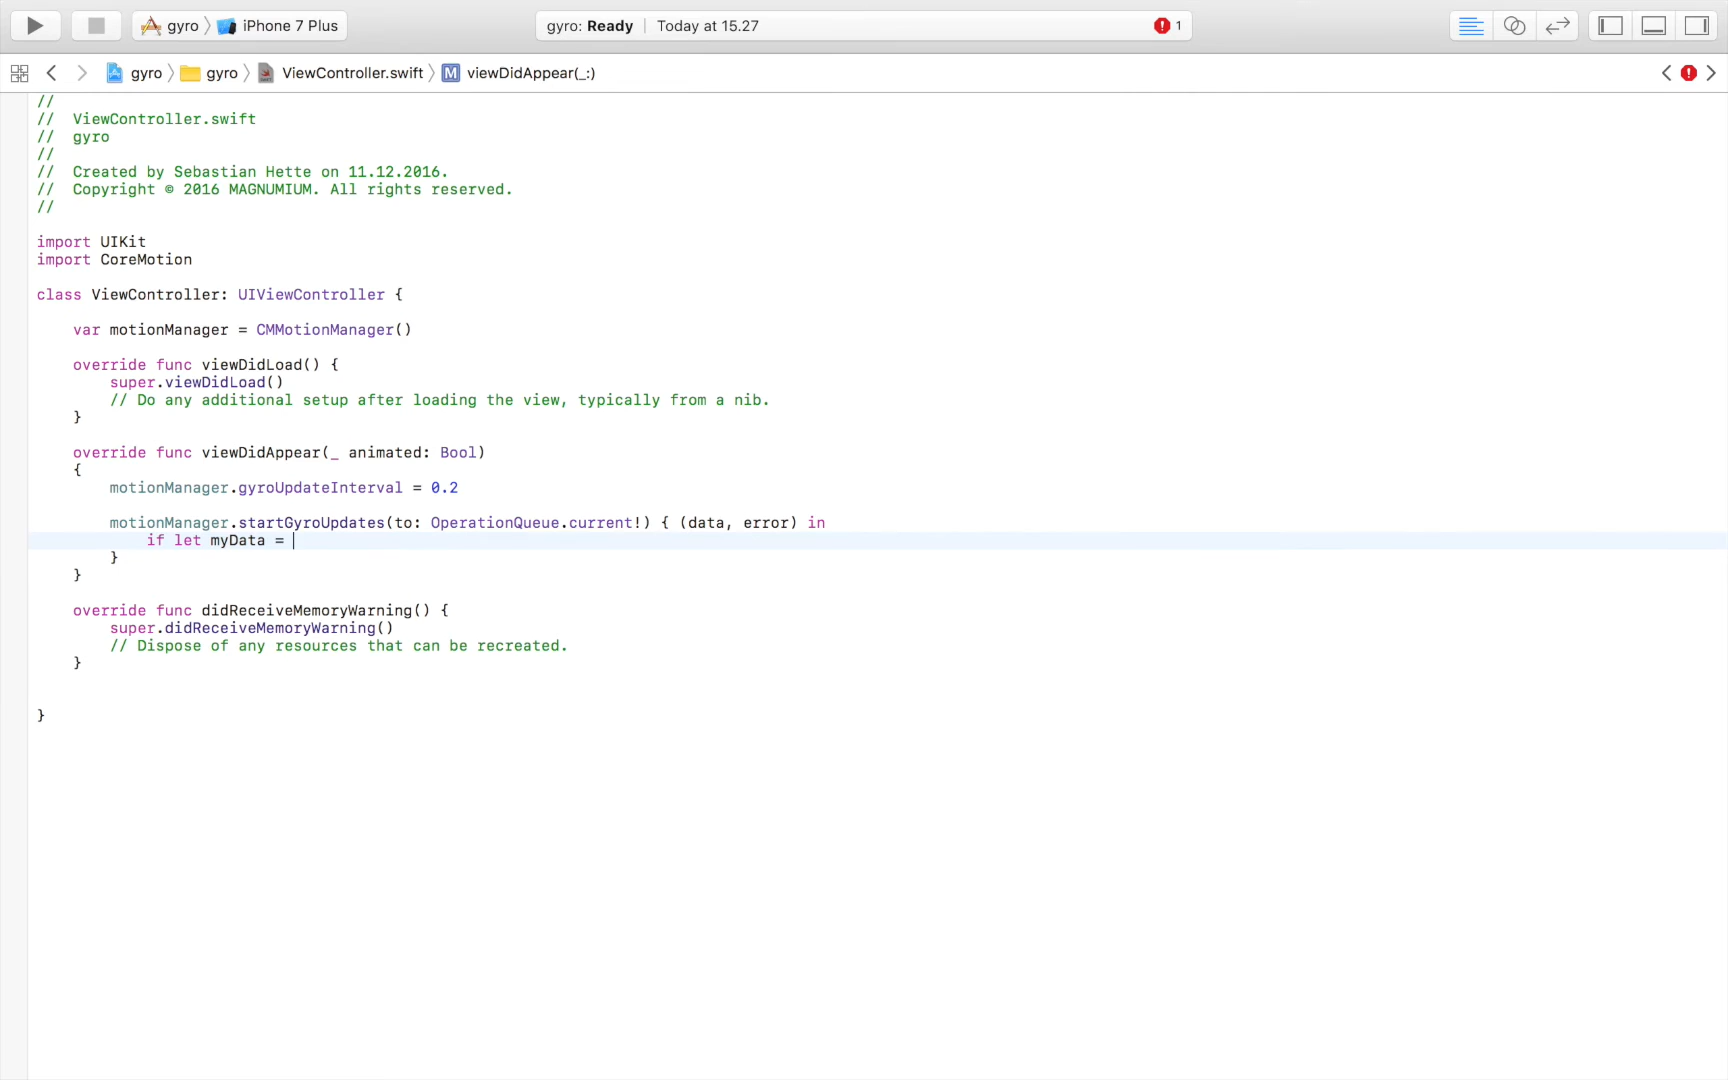 gyro iPhone 7 Plus gyro: Ready Today at 15.27 1
gyro gyro ViewController.swift M viewDidAppear(_:)
//
//  ViewController.swift
//  gyro
//
//  Created by Sebastian Hette on 11.12.2016.
//  Copyright © 2016 MAGNUMIUM. All rights reserved.
//
import UIKit
import CoreMotion
class ViewController: UIViewController {
    var motionManager = CMMotionManager()
    override func viewDidLoad() {
        super.viewDidLoad()
        // Do any additional setup after loading the view, typically from a nib.
    }
    override func viewDidAppear(_ animated: Bool)
    {
        motionManager.gyroUpdateInterval = 0.2
        motionManager.startGyroUpdates(to: OperationQueue.current!) { (data, error) in
            if let myData =
        }
    }
    override func didReceiveMemoryWarning() {
        super.didReceiveMemoryWarning()
        // Dispose of any resources that can be recreated.
    }
}